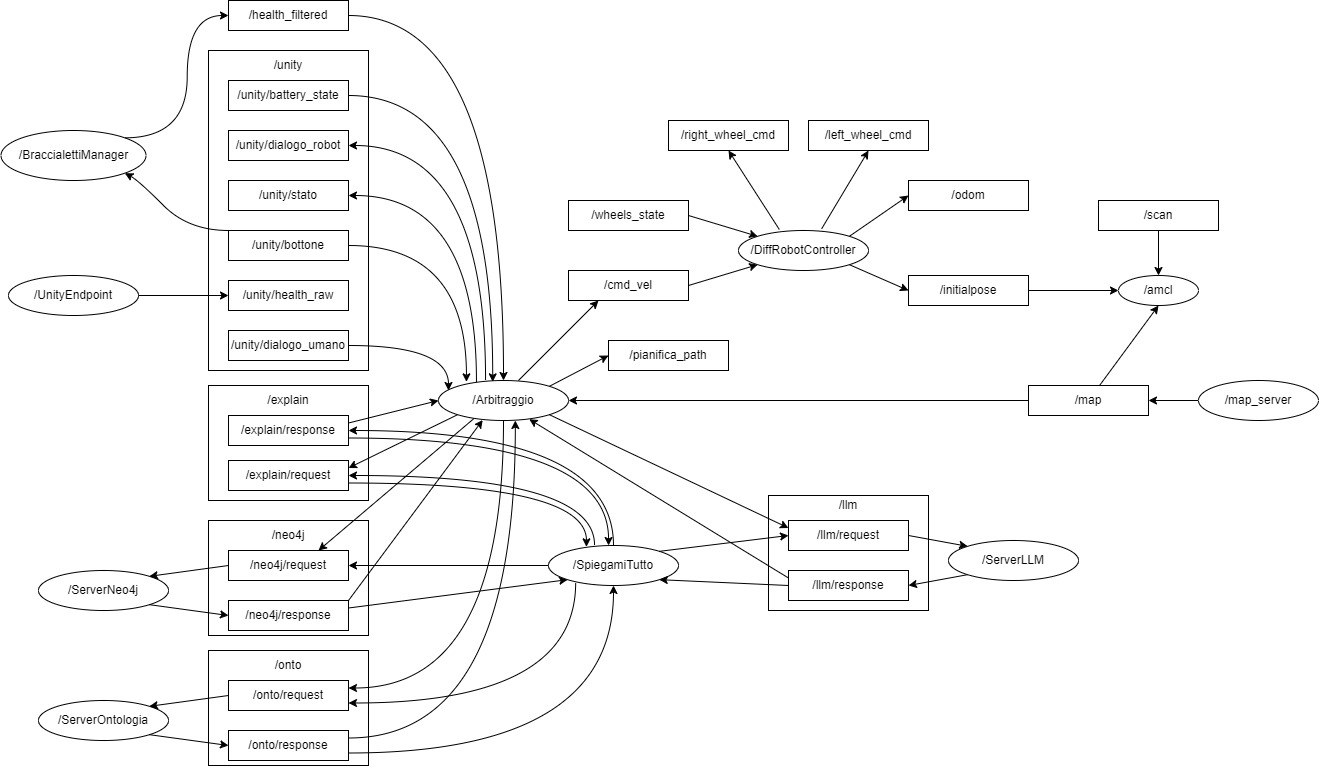 /health_filtered
/unity
/unity/battery_state
/unity/dialogo_robot
/unity/stato
/unity/bottone
/unity/health_raw
/unity/dialogo_umano
/BraccialettiManager
/UnityEndpoint
/right_wheel_cmd
/left_wheel_cmd
/wheels_state
/DiffRobotController
/odom
/scan
/cmd_vel
/initialpose
/amcl
/pianifica_path
/Arbitraggio
/map
/map_server
/explain
/explain/response
/explain/request
/neo4j
/neo4j/request
/neo4j/response
/ServerNeo4j
/SpiegamiTutto
/llm
/llm/request
/llm/response
/ServerLLM
/onto
/onto/request
/onto/response
/ServerOntologia